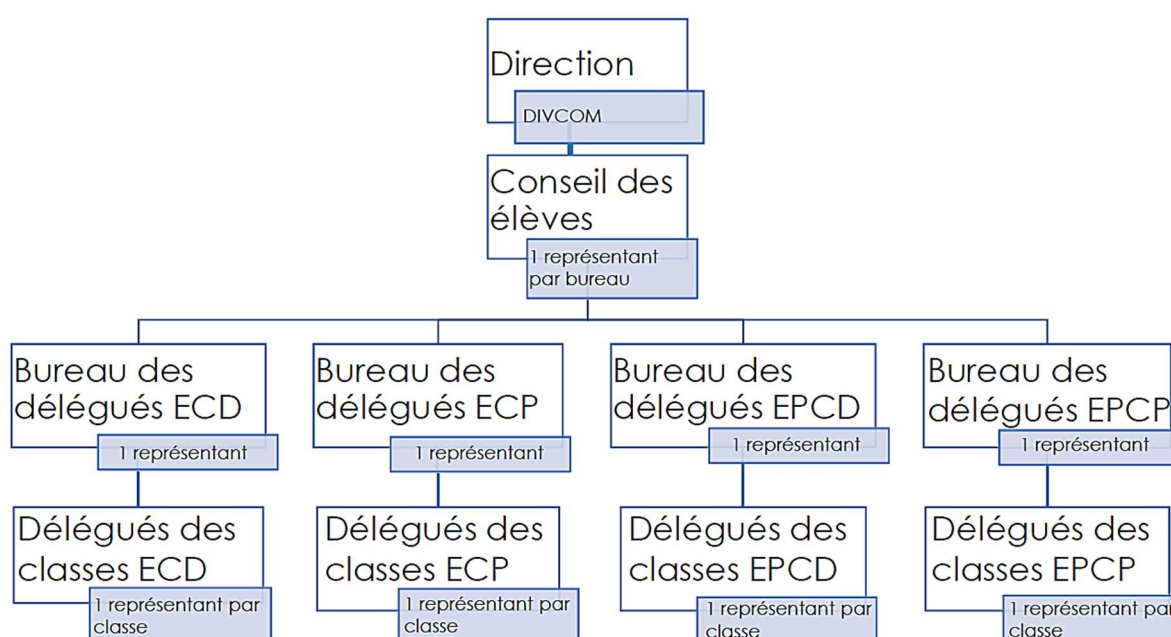 Direction
DIVCOM
Conseil des
élèves
1 représentant
par bureau
Bureau des
délégués ECD
1 représentant
Bureau des
délégués ECP
1 représentant
Bureau des
délégués EPCD
1 représentant
Bureau des
délégués EPCP
1 représentant
Délégués des
classes ECD
1 représentant par
classe
Délégués des
classes ECP
1 représentant par
classe
Délégués des
classes EPCD
1 représentant par
classe
Délégués des
classes EPCP
1 représentant par
classe